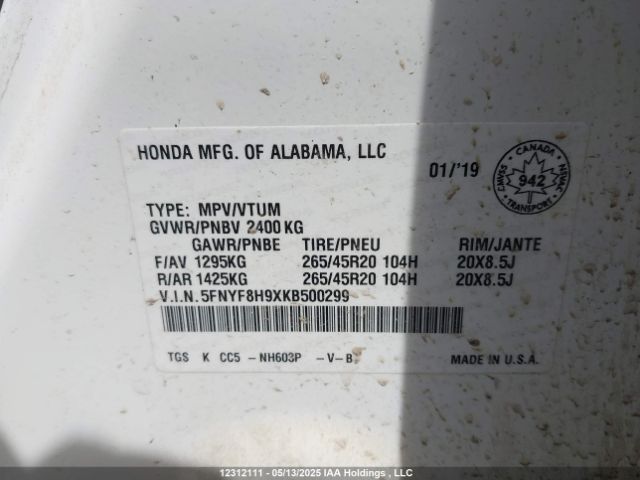 HONDA MFG. OF ALABAMA, LLC
01/'19
CANADA
CMVSS
942
NSVAC
TYPE: MPV/VTUM
GVWR/PNBV 2400 KG
GAWR/PNBE TIRE/PNEU RIM/JANTE
F/AV 1295KG 265/45R20 104H 20X8.5J
R/AR 1425KG 265/45R20 104H 20X8.5J
V.I.N. 5FNYF8H9XKB500299
TGS K CC5 - NH603P - V - B MADE IN U.S.A.
12312111 - 05/13/2025 IAA Holdings , LLC